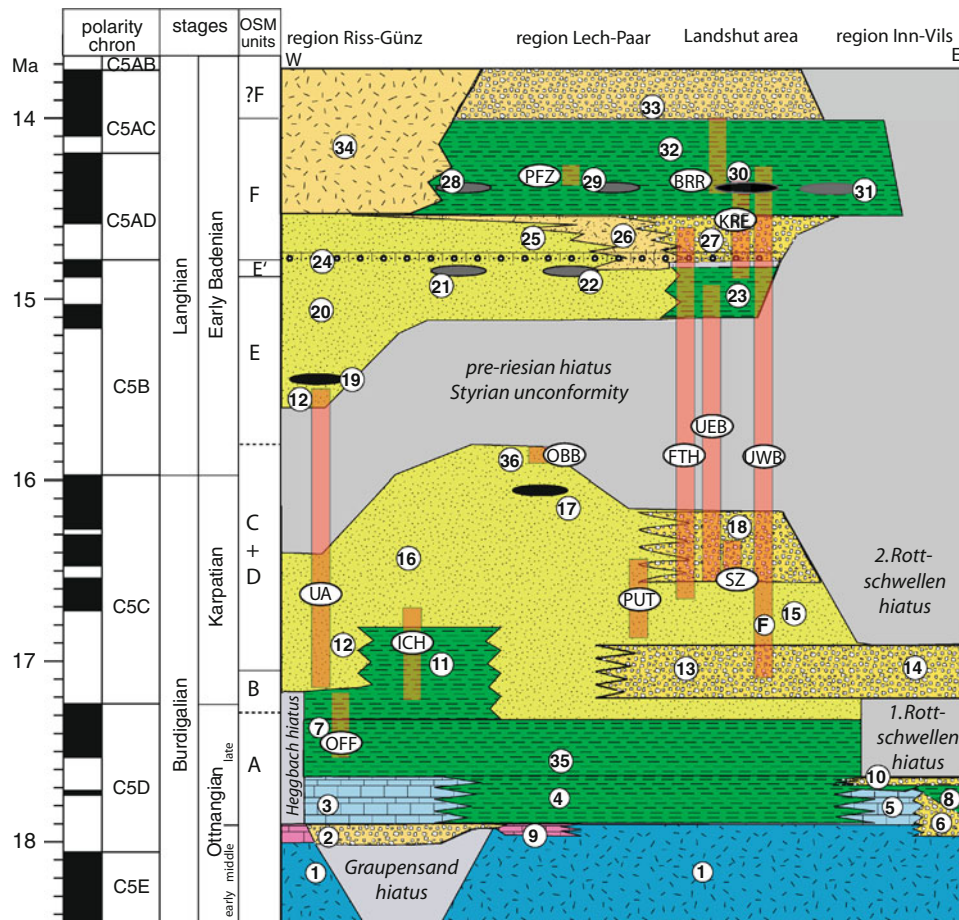 polarity
chron
stages
OSM
units
region Riss-Günz
region Lech-Paar
Landshut area
region Inn-Vils
W
E
Ma
14
15
16
17
18
C5AB
C5AC
C5AD
C5B
C5C
C5D
C5E
Langhian
Burdigalian
Early Badenian
Karpatian
Ottnangian
late
middle
early
?F
F
E'
E
C
+
D
B
A
33
34
32
28
PFZ
29
BRR
30
31
KRE
25
26
27
24
21
22
23
20
19
12
pre-riesian hiatus
Styrian unconformity
UEB
36
OBB
FTH
JWB
17
18
16
SZ
UA
PUT
15
F
2.Rott-
schwellen
hiatus
12
ICH
11
13
14
Heggbach hiatus
7
OFF
1.Rott-
schwellen
hiatus
35
10
3
4
5
8
6
2
9
1
Graupensand
hiatus
1